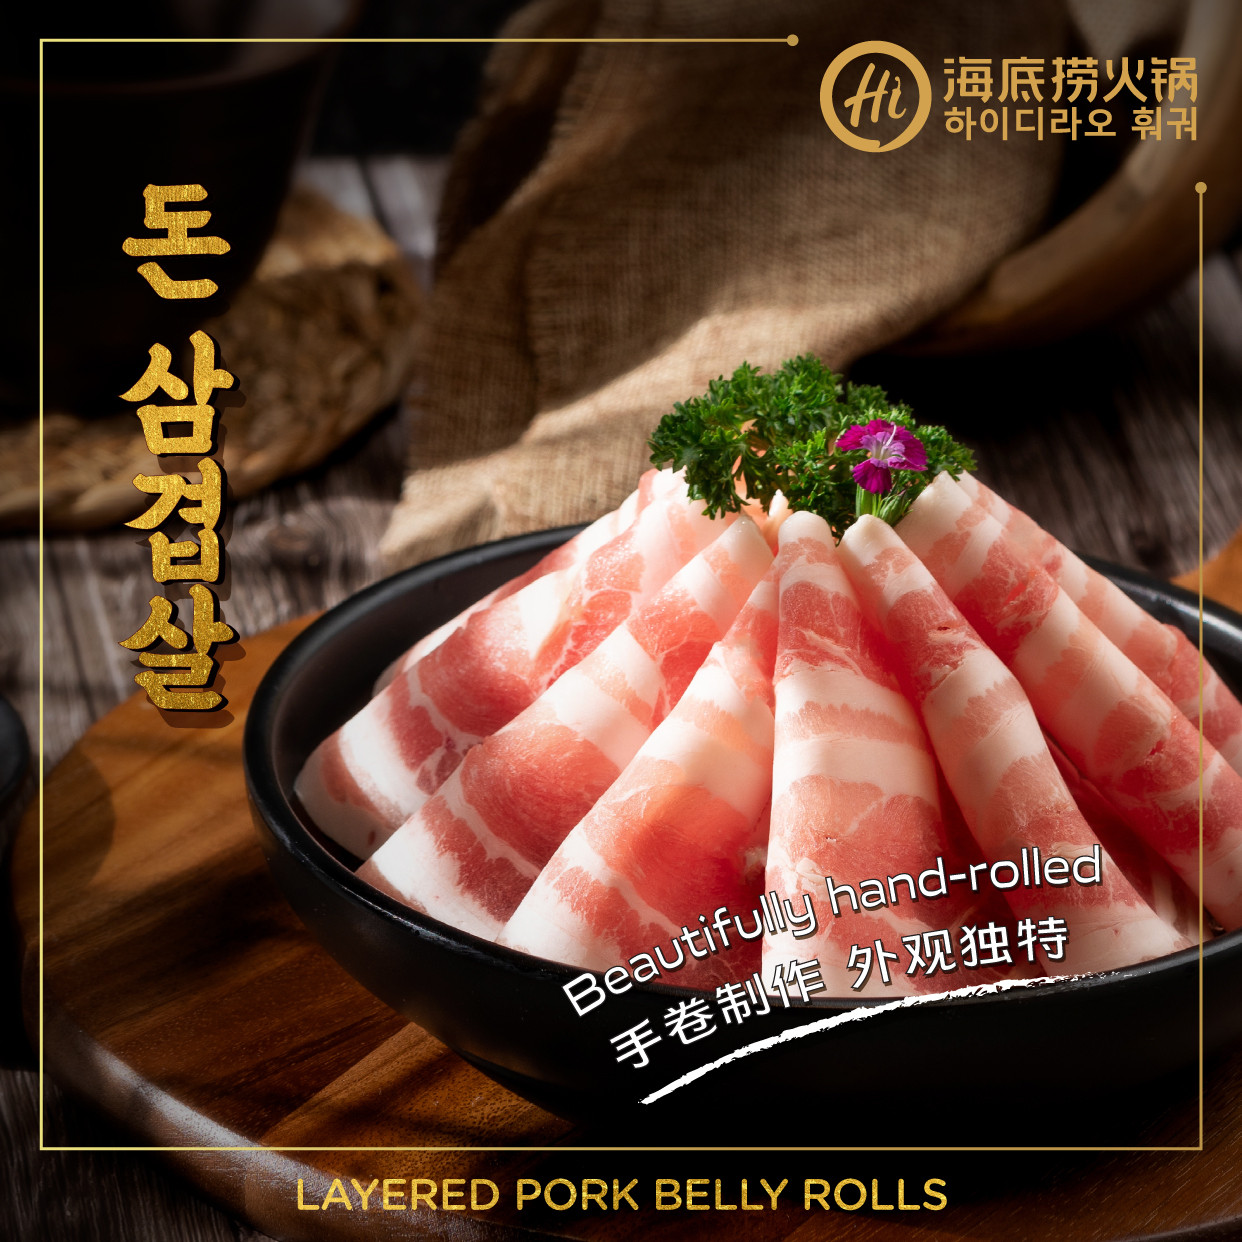 Hi
海底捞火锅
하이디라오 훠궈
돈 삼겹살
Beautifully hand-rolled
手卷制作 外观独特
LAYERED PORK BELLY ROLLS